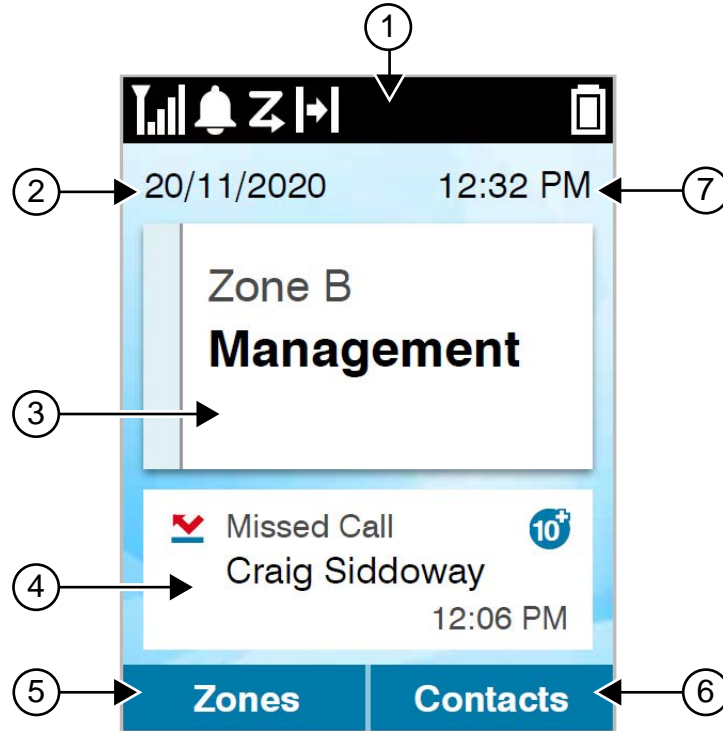 1
2
20/11/2020 12:32 PM
7
Zone B
Management
3
Missed Call 10+
Craig Siddoway
4
12:06 PM
5
Zones Contacts
6